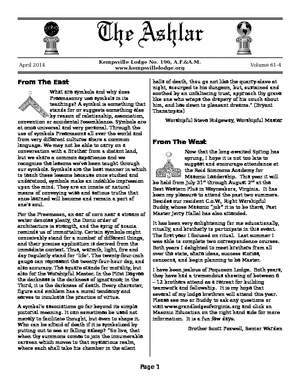 The Ashlar
Kempsville Lodge No. 196, A.F.&A.M.
www.kempsvillelodge.org
April 2014
Volume 61-4
From The East
What are symbols and why does
Freemasonry use symbols in its
teachings? A symbol is something that
stands for or suggests something else
by reason of relationship, association,
convention or accidental resemblance. Symbols are
at once universal and very personal. Through the
use of symbols Freemasons all over the world and
from very different cultures share a common
language. We may not be able to carry on a
conversation with a Brother from a distant land,
but we share a common experience and we
recognize the lessons we've been taught through
our symbols. Symbols are the best manner in which
to teach these lessons because once studied and
understood, symbols make an indelible impression
upon the mind. They are an innate of natural
means of conveying wise and serious truths that
once learned will become and remain a part of
one's soul.
For the Freemason, an ear of corn near a stream of
water denotes plenty, the Doric order of
architecture is strength, and the sprig of acacia
reminds us of immortality. Certain symbols might
conceivably stand for a number of different things,
and their precise application is derived from the
immediate context. Thus, warmth, light, fire and
day regularly stand for 'life'. The twenty-four inch
gauge can represent the twenty four-hour day, and
also accuracy. The square stands for morality, but
also for the Worshipful Master. In the First Degree
the darkness is the darkness of ignorance; in the
Third, it is the darkness of death. Every character,
figure and emblem has a moral tendency and
serves to inculcate the practice of virtue.
A symbol's associations go far beyond its simple
pictorial meaning. It can sometimes be used not
merely to facilitate thought, but even to shape it.
Who can be afraid of death if it is symbolized by
putting out to sea or falling asleep? "So live, that
when thy summons comes to join the innumerable
caravan which moves to that mysterious realm,
where each shall take his chamber in the silent
halls of death, thou go not like the quarry-slave at
night, scourged to his dungeon, but, sustained and
soothed by an unfaltering trust, approach thy grave
like one who wraps the drapery of his couch about
him, and lies down to pleasant dreams." (Bryant
Thanatopsis)
Worshipful Steve Ridgeway, Worshipful Master
From The West
Now that the long-awaited Spring has
sprung, I hope it is not too late to
suggest and encourage attendance at
the Reid Simmons Academy for
Masonic Leadership. This year it will
be held from July 31st through August 2nd at the
Best Western Plus in Waynesboro, Virginia. It has
been my pleasure to attend the past two summers.
Besides our resident C.o.W., Right Worshipful
Buddy, whose Masonic "job" it is to be there, Past
Master Jerry Hall has also attended.
It has been very enlightening for me educationally,
ritually, and brotherly to participate in this event.
The first year I focused on ritual. Last summer I
was able to complete two correspondence courses.
Both years I delighted to meet brothers from all
over the state, share ideas, success stories,
concerns, and begin planning to be Master.
I have been jealous of Ferguson Lodge. Both years,
they have had a tremendous showing of between 8
– 12 brothers attend as a District for building
teamwork and fellowship. It is my hope that
several of my lodge brothers will attend this year.
Please see me or Buddy to ask any questions or
visit www.grandlodgeofvirginia.org and click on
Masonic Education on the right hand side for more
information. It is a fun few days.
Brother Scott Farwell, Senior Warden
Page 1